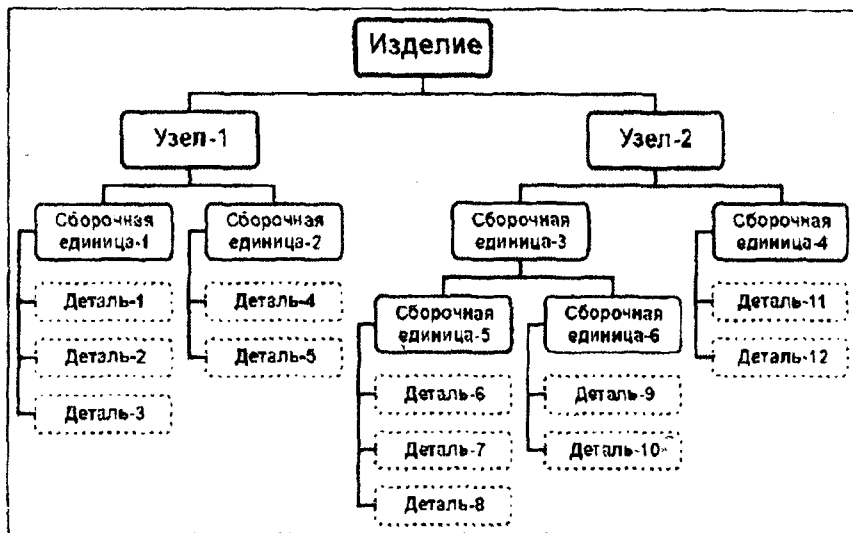 Изделие
Узел-1
Узел-2
Сборочная
единица-1
Сборочная
единица-2
Сборочная
единица-3
Сборочная
единица-4
Деталь-1
Деталь-2
Деталь-3
Деталь-4
Деталь-5
Сборочная
единица-5
Сборочная
единица-6
Деталь-11
Деталь-12
Деталь-6
Деталь-7
Деталь-8
Деталь-9
Деталь-10